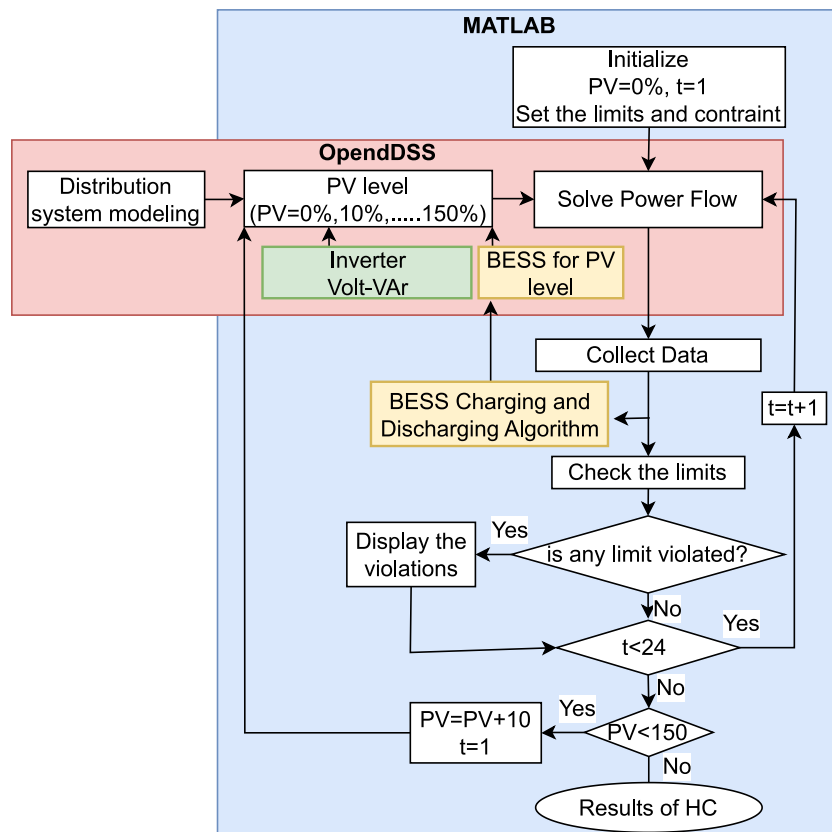 MATLAB
Initialize
PV=0%, t=1
Set the limits and contraint
OpendDSS
Distribution
system modeling
PV level
(PV=0%,10%,.....150%)
Solve Power Flow
Inverter
Volt-VAr
BESS for PV
level
Collect Data
BESS Charging and
Discharging Algorithm
t=t+1
Check the limits
Yes
Display the
violations
is any limit violated?
No
Yes
t<24
No
PV=PV+10
t=1
Yes
PV<150
No
Results of HC